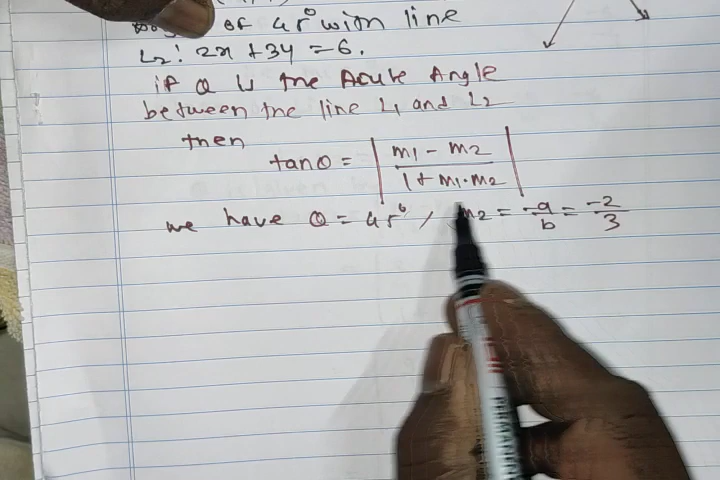 of 45° with line
L2: 2x + 3y = 6.
if θ is the Acute Angle
between the line L1 and L2
then
tanθ = | m1 - m2 / 1 + m1·m2 |
we have θ = 45°, m2 = -a/b = -2/3